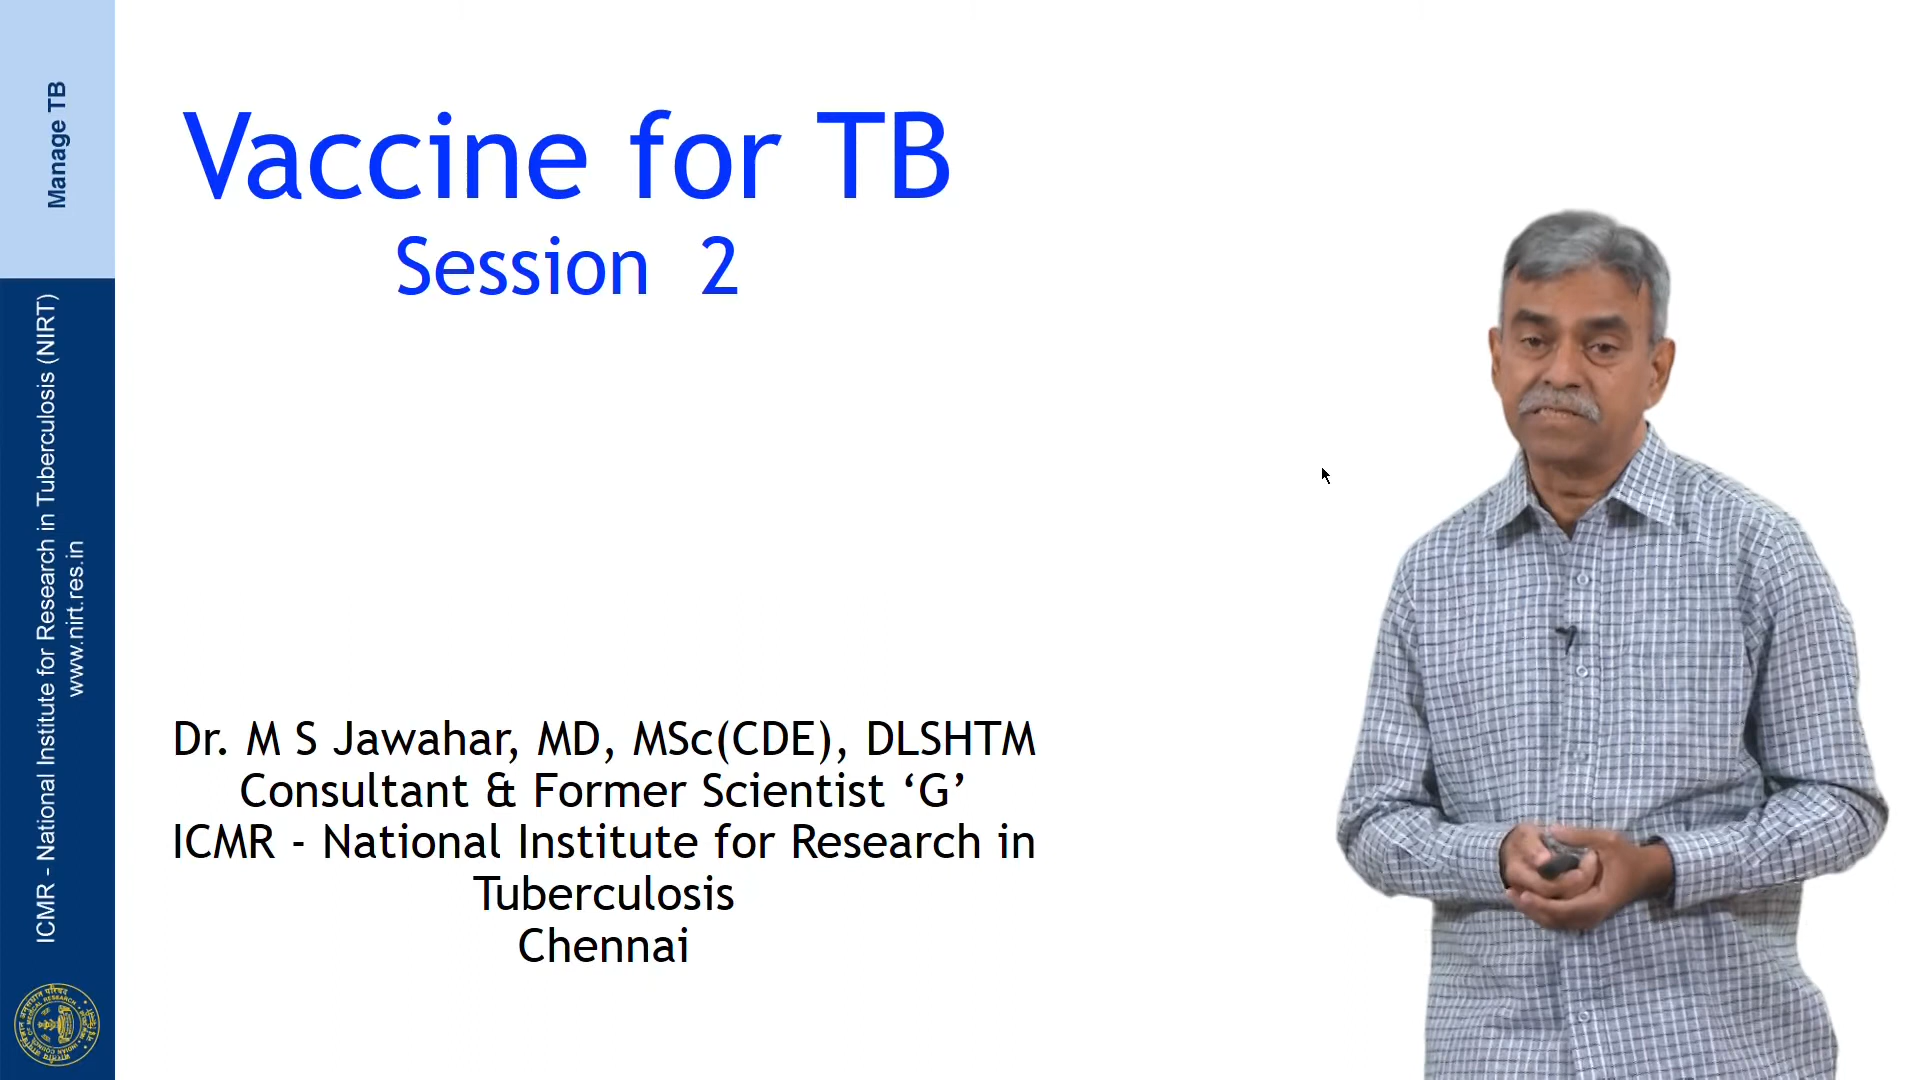 Manage TB
ICMR - National Institute for Research in Tuberculosis (NIRT)
www.nirt.res.in
Vaccine for TB
Session 2
Dr. M S Jawahar, MD, MSc(CDE), DLSHTM
Consultant & Former Scientist ‘G’
ICMR - National Institute for Research in
Tuberculosis
Chennai